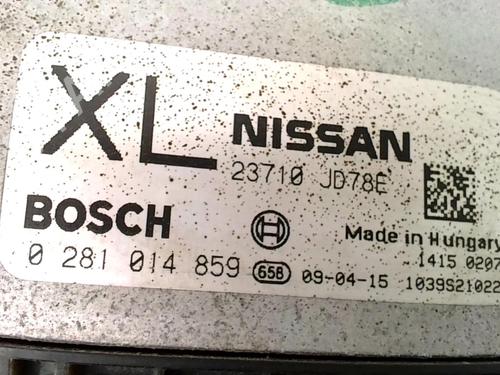 XL NISSAN
23710 JD78E
BOSCH
Made in Hungary
0 281 014 859 658 09-04-15
1415 0207
1039S21022